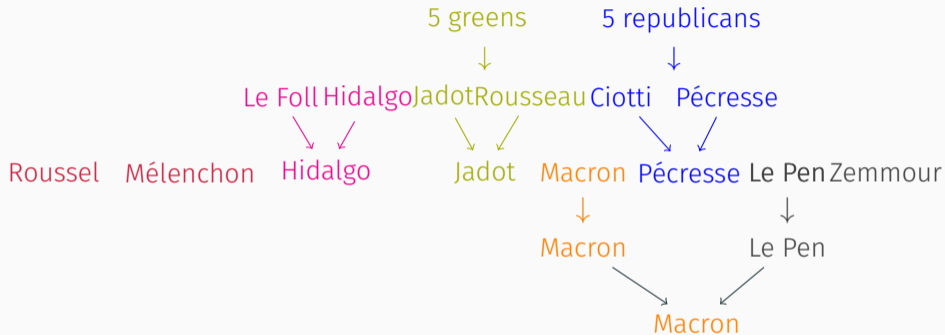 5 greens 5 republicans
Le Foll Hidalgo Jadot Rousseau Ciotti Pécresse
Roussel Mélenchon Hidalgo Jadot Macron Pécresse Le Pen Zemmour
Macron Le Pen
Macron